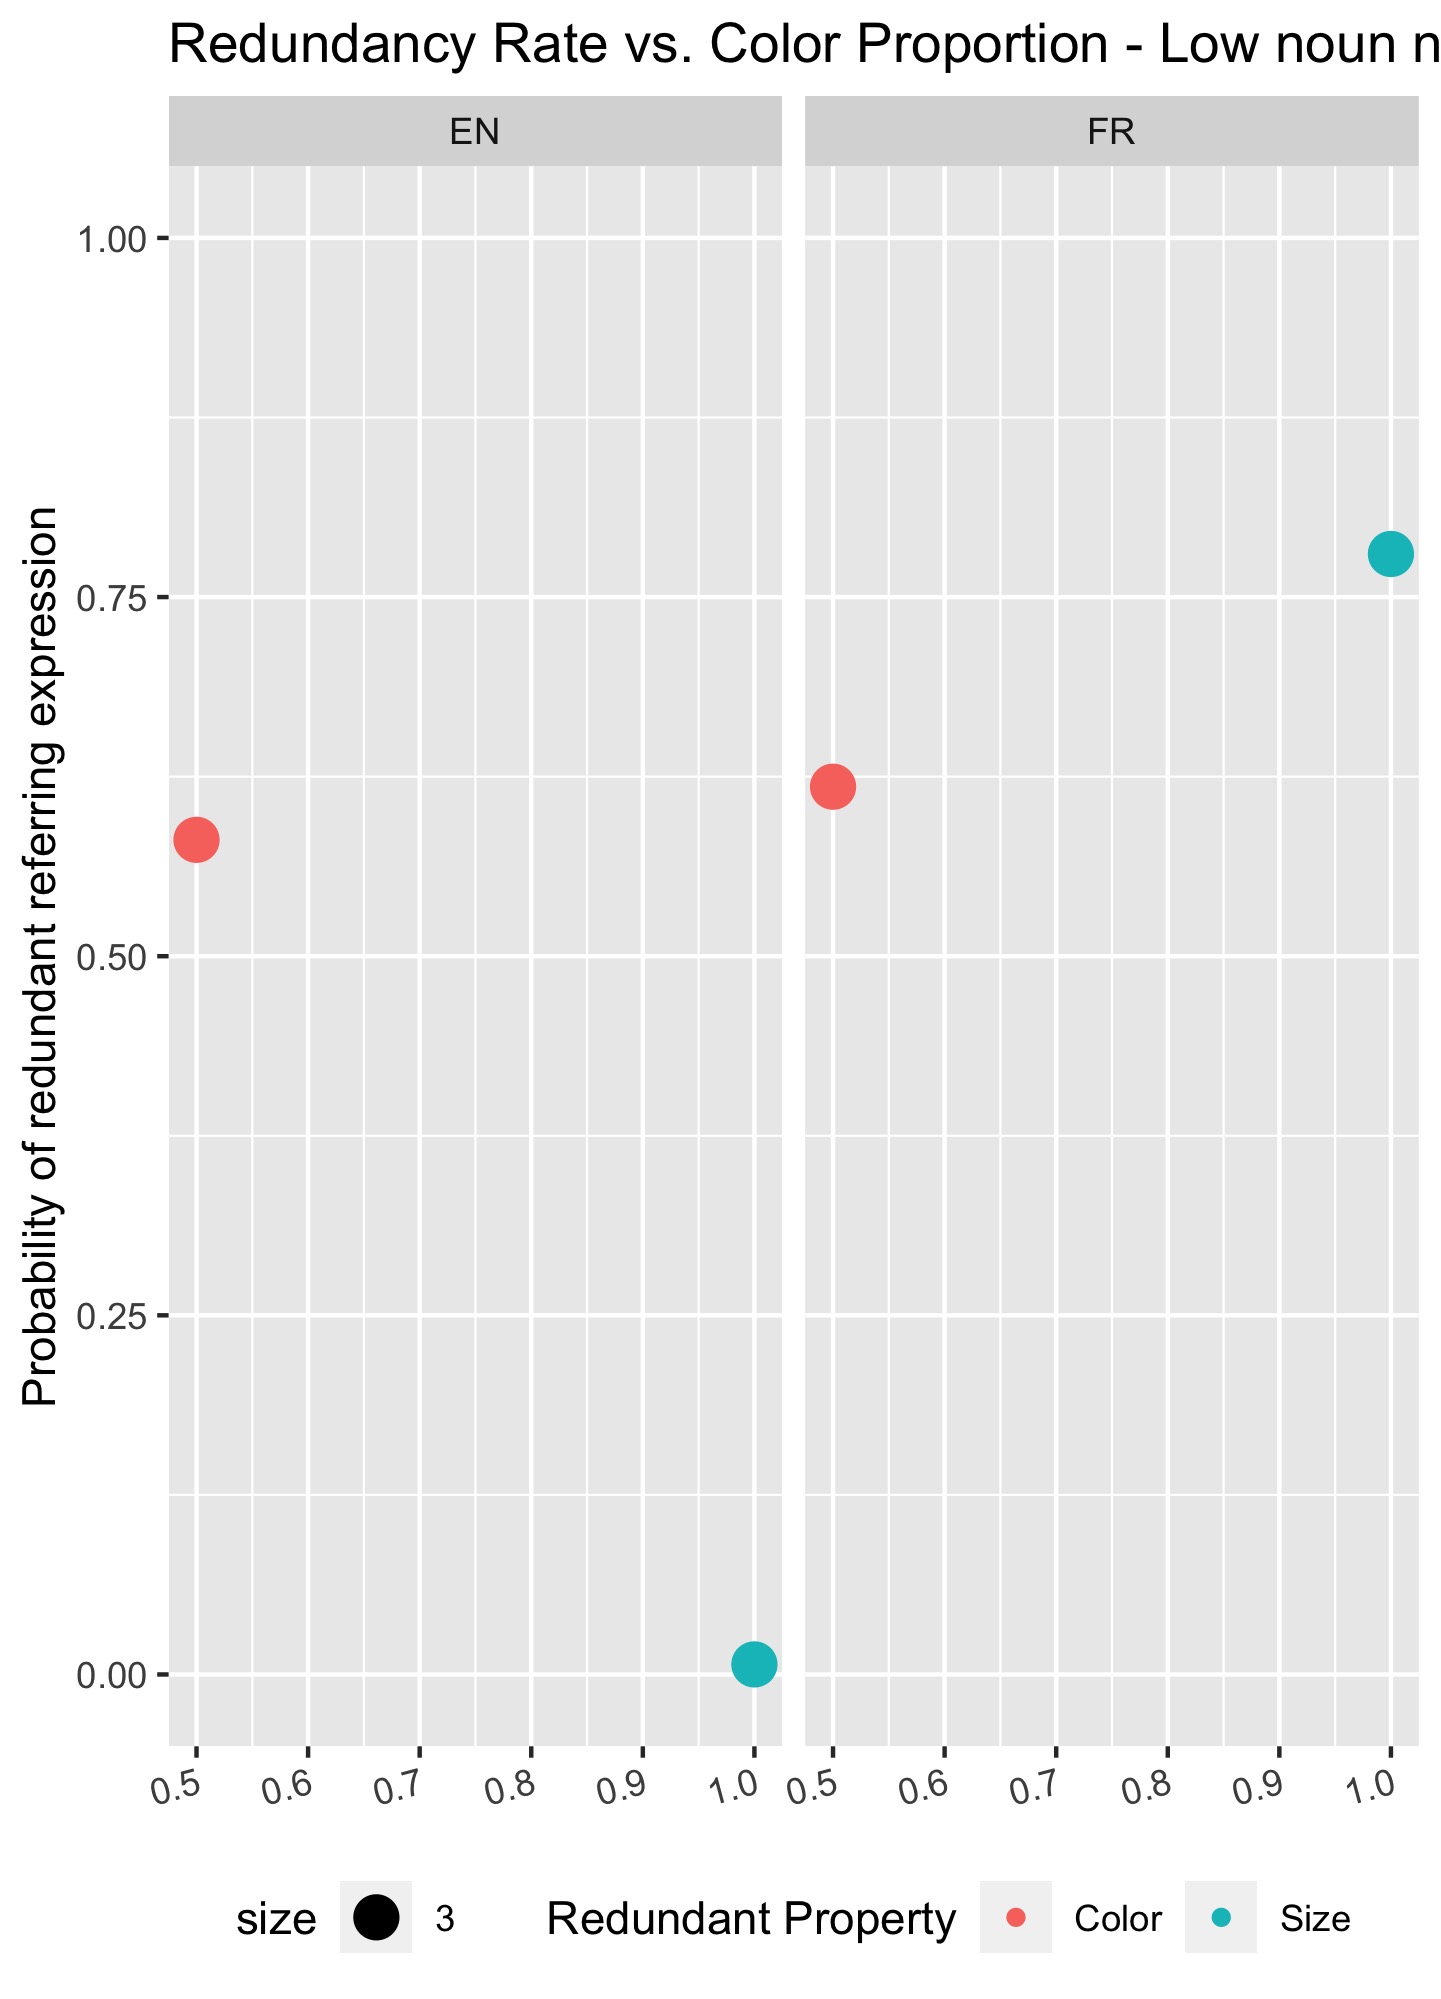 Redundancy Rate vs. Color Proportion - Low noun n
EN
FR
Probability of redundant referring expression
1.00
0.75
0.50
0.25
0.00
0.5 0.6 0.7 0.8 0.9 1.0
0.5 0.6 0.7 0.8 0.9 1.0
size 3 Redundant Property Color Size